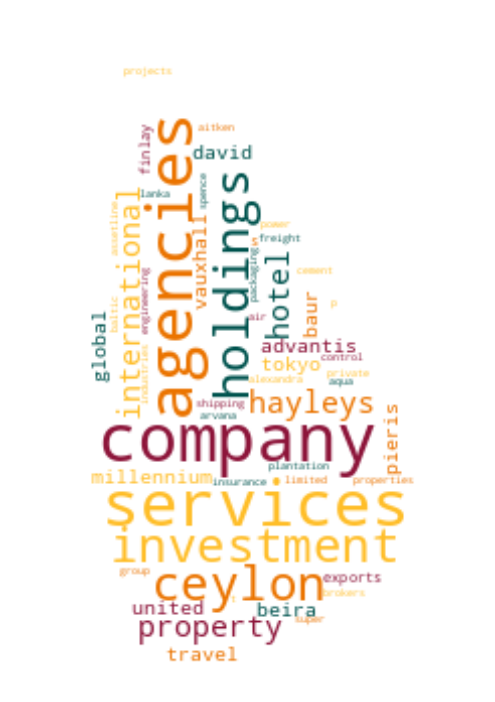 projects
aitken
finlay
agencies
david
spence
lanka
holdings
international
assetline
vauxhall
power
s
freight
packaging
hotel
cement
engineering
baltic
baur
p
air
global
advantis
control
tokyo
industries
alexandra
private
aqua
shipping
hayleys
arvana
pieris
company
plantation
millennium
insurance
limited
properties
services
investment
group
ceylon
exports
brokers
united
beira
super
property
travel